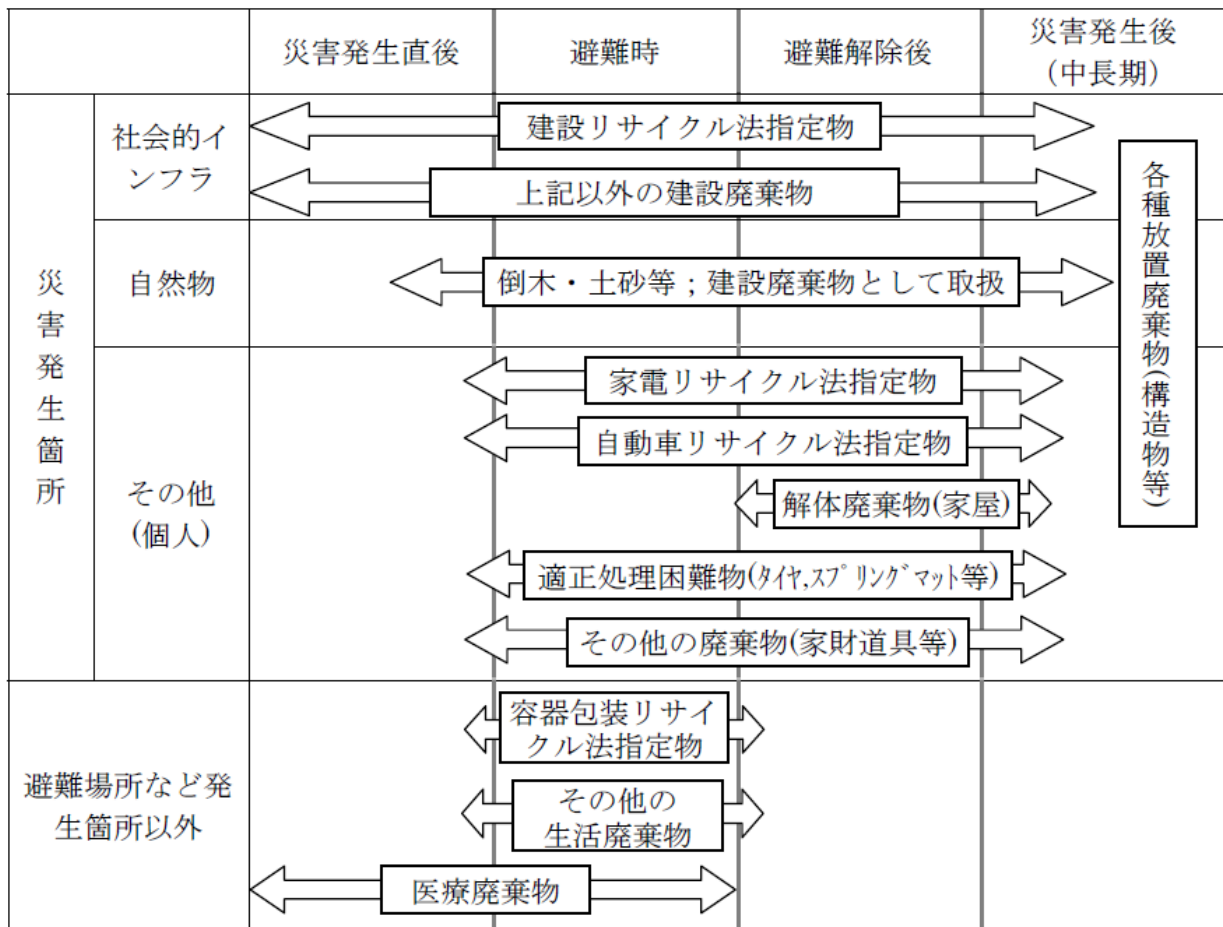 災害発生直後
避難時
避難解除後
災害発生後
(中長期)
災害発生箇所
社会的イ
ンフラ
建設リサイクル法指定物
上記以外の建設廃棄物
各種放置廃棄物(構造物等)
自然物
倒木・土砂等；建設廃棄物として取扱
その他
(個人)
家電リサイクル法指定物
自動車リサイクル法指定物
解体廃棄物(家屋)
適正処理困難物(ﾀｲﾔ,ｽﾌﾟﾘﾝｸﾞﾏｯﾄ等)
その他の廃棄物(家財道具等)
避難場所など発
生箇所以外
容器包装リサイ
クル法指定物
その他の
生活廃棄物
医療廃棄物